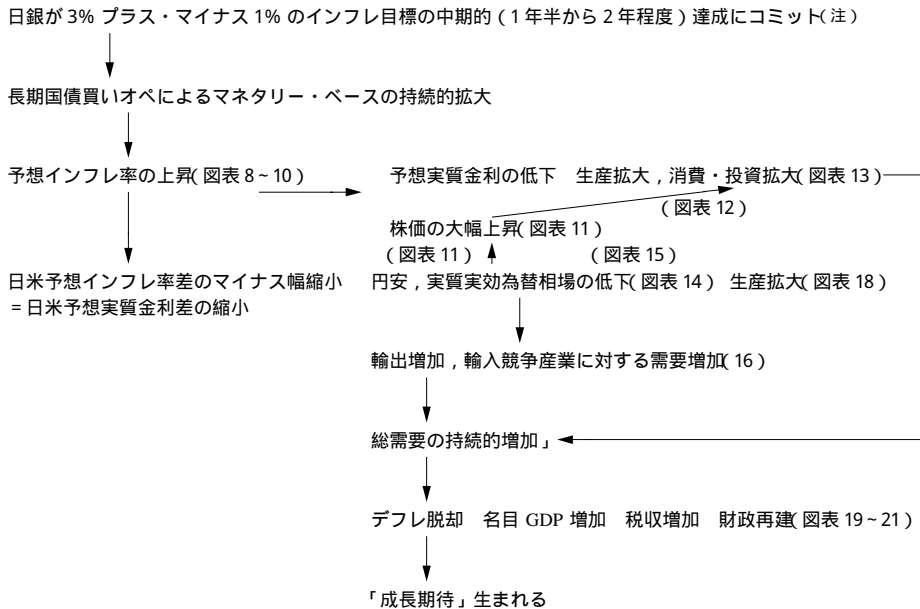 日銀が 3% プラス・マイナス 1% のインフレ目標の中期的（1 年半から 2 年程度）達成にコミット（注）
長期国債買いオペによるマネタリー・ベースの持続的拡大
予想インフレ率の上昇（図表 8～10） 予想実質金利の低下 生産拡大，消費・投資拡大（図表 13）
（図表 12）
株価の大幅上昇（図表 11）
（図表 11） （図表 15）
日米予想インフレ率差のマイナス幅縮小 円安，実質実効為替相場の低下（図表 14） 生産拡大（図表 18）
= 日米予想実質金利差の縮小
輸出増加，輸入競争産業に対する需要増加（16）
総需要の持続的増加」
デフレ脱却 名目 GDP 増加 税収増加 財政再建（図表 19～21）
「成長期待」生まれる